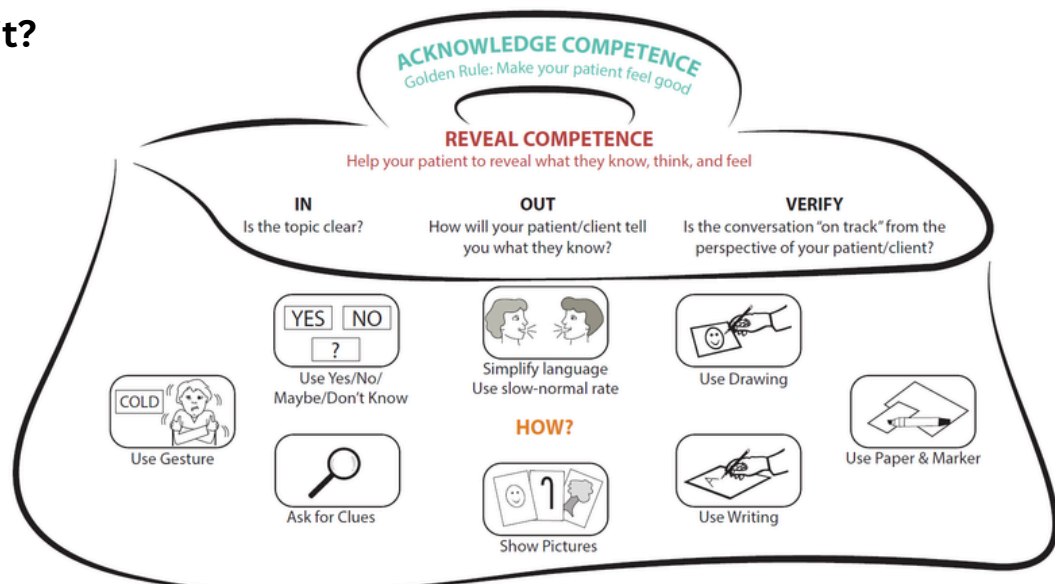 t?
ACKNOWLEDGE COMPETENCE
Golden Rule: Make your patient feel good
REVEAL COMPETENCE
Help your patient to reveal what they know, think, and feel
IN
Is the topic clear?
OUT
How will your patient/client tell
you what they know?
VERIFY
Is the conversation "on track" from the
perspective of your patient/client?
YES NO
?
Use Yes/No/
Maybe/Don't Know
Simplify language
Use slow-normal rate
Use Drawing
COLD
Use Gesture
HOW?
Use Paper & Marker
Ask for Clues
?
Show Pictures
A
Use Writing